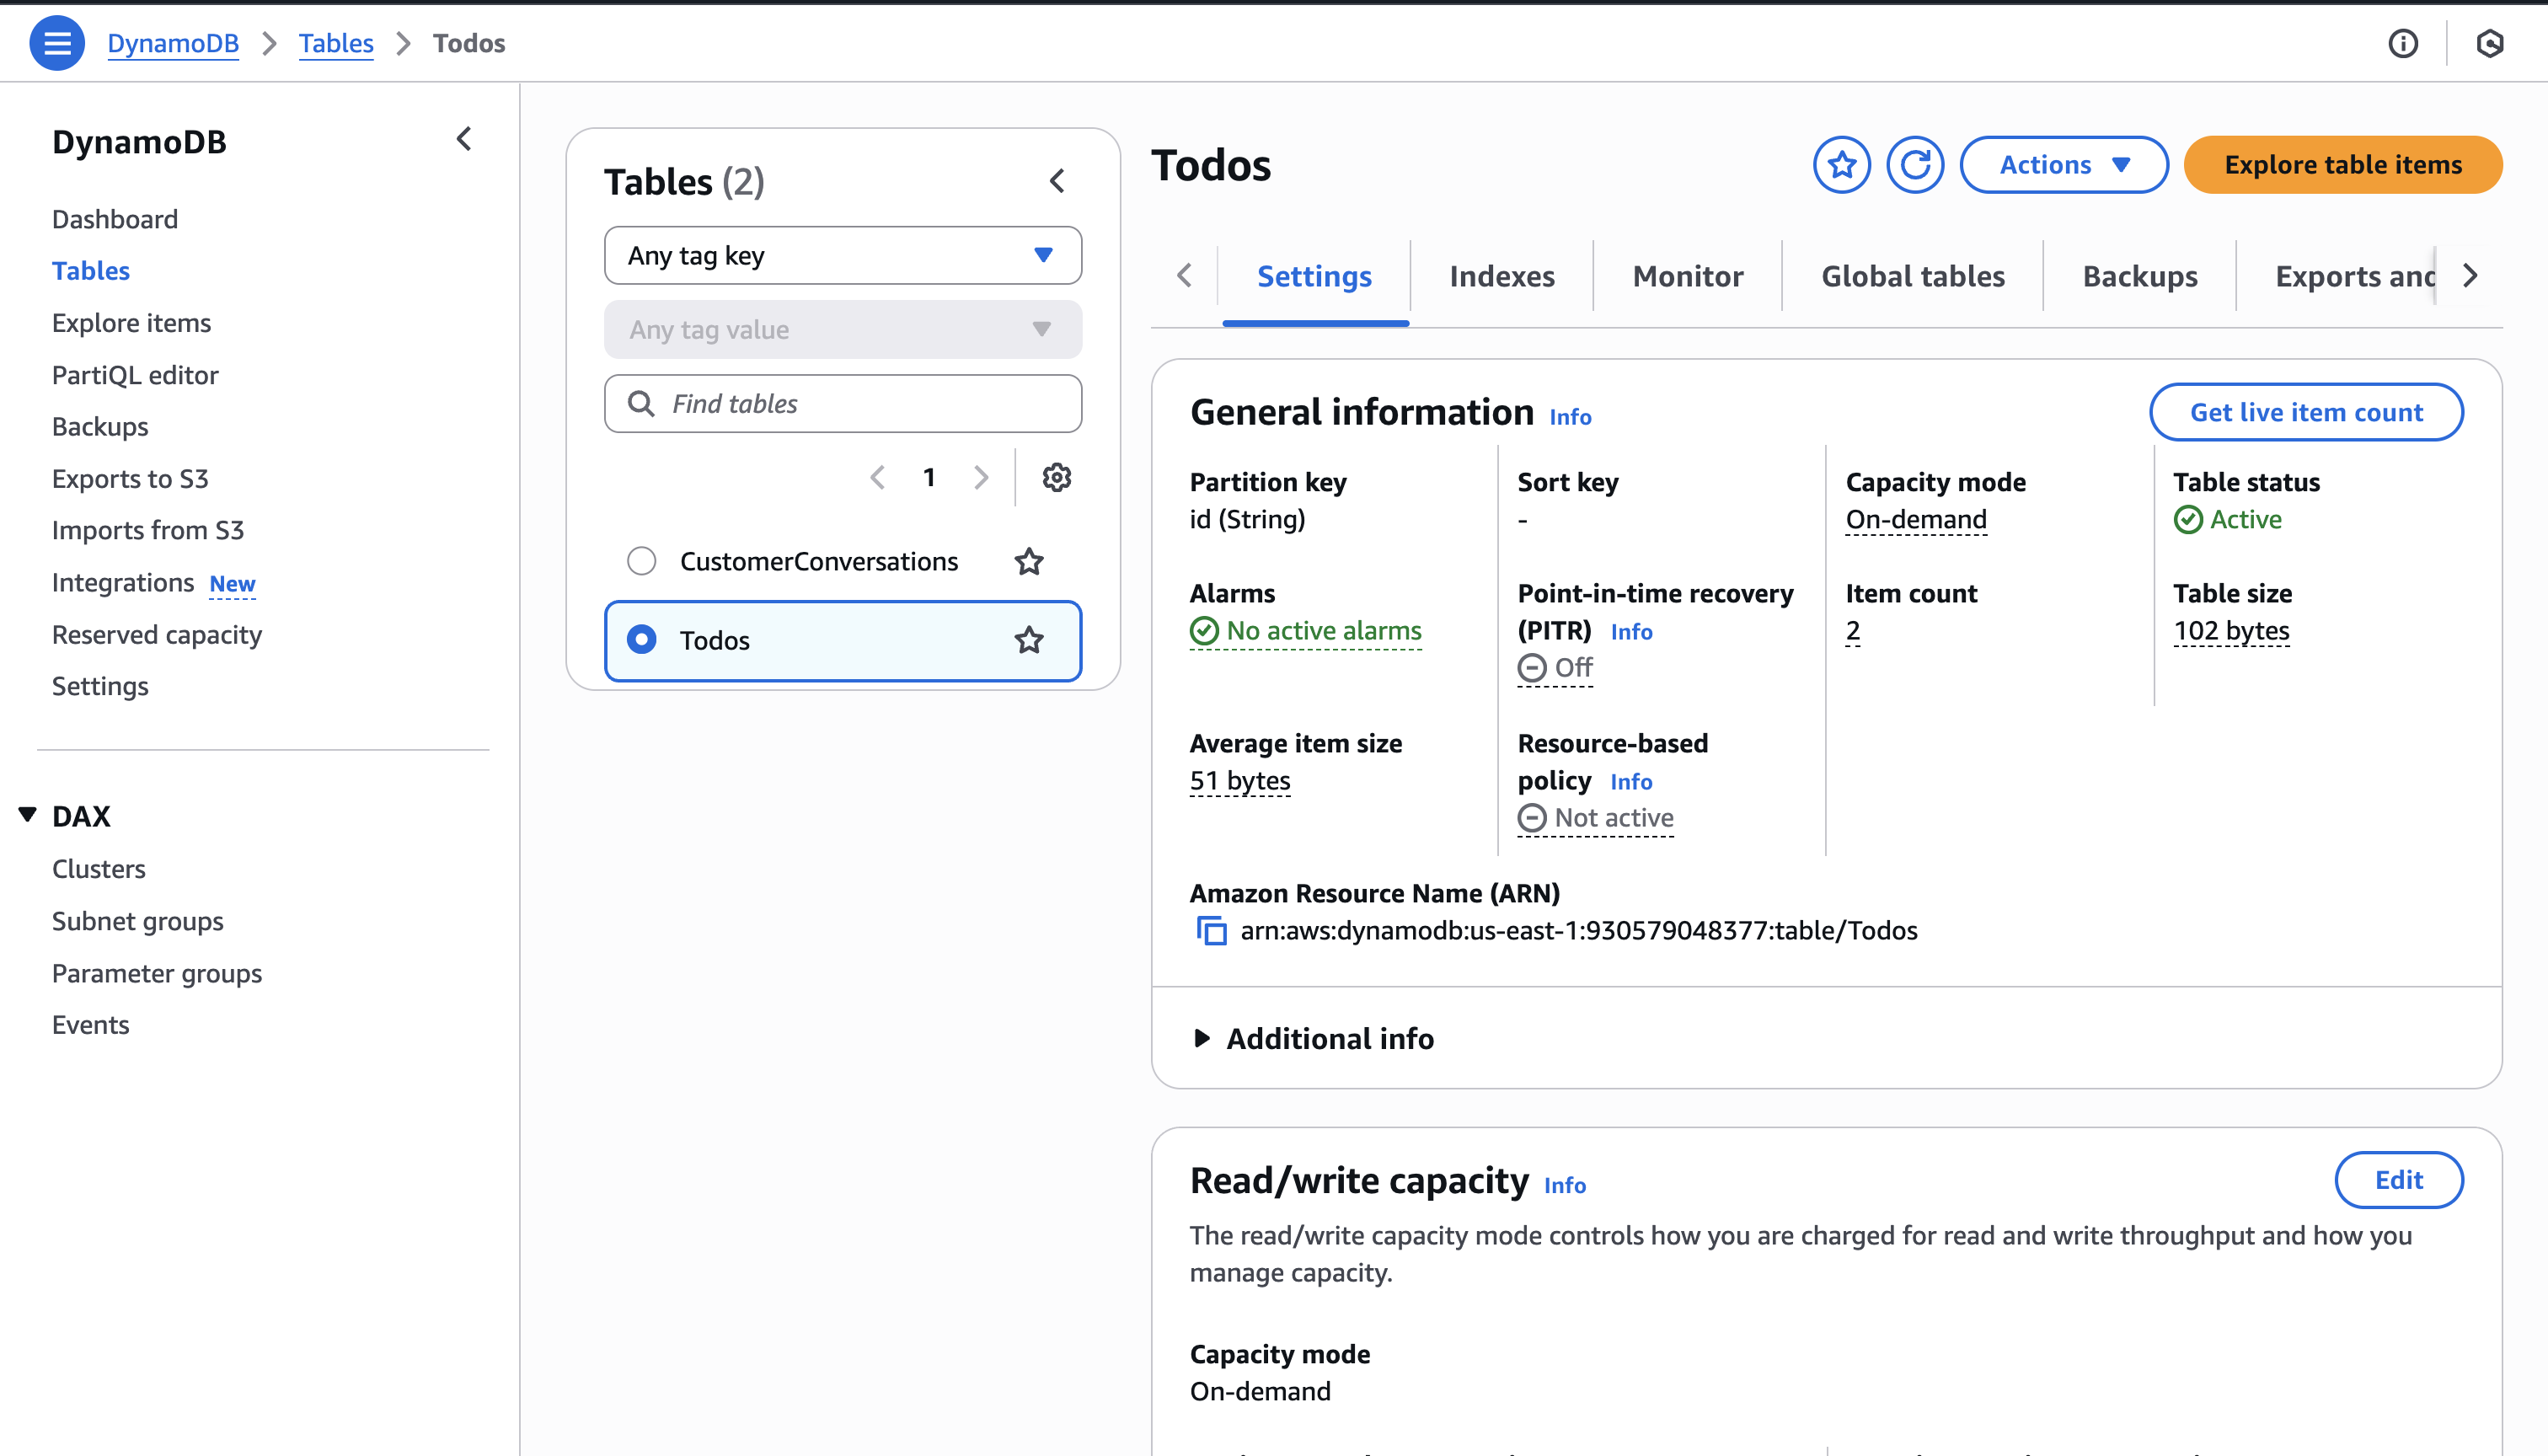 DynamoDB
Tables
Todos
DynamoDB
Dashboard
Tables
Explore items
PartiQL editor
Backups
Exports to S3
Imports from S3
Integrations New
Reserved capacity
Settings
DAX
Clusters
Subnet groups
Parameter groups
Events
Tables (2)
Any tag key
Any tag value
Find tables
1
CustomerConversations
Todos
Todos
Actions
Explore table items
Settings
Indexes
Monitor
Global tables
Backups
Exports and
General information Info
Get live item count
Partition key
id (String)
Sort key
-
Capacity mode
On-demand
Table status
Active
Alarms
No active alarms
Point-in-time recovery
(PITR) Info
Off
Item count
2
Table size
102 bytes
Average item size
51 bytes
Resource-based
policy Info
Not active
Amazon Resource Name (ARN)
arn:aws:dynamodb:us-east-1:930579048377:table/Todos
Additional info
Read/write capacity Info
Edit
The read/write capacity mode controls how you are charged for read and write throughput and how you
manage capacity.
Capacity mode
On-demand